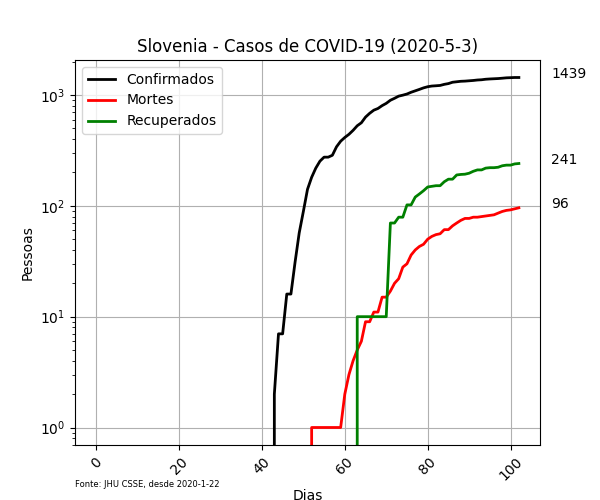 Slovenia - Casos de COVID-19 (2020-5-3)
Confirmados
Mortes
Recuperados
1439
241
96
10³
10²
10¹
10⁰
Pessoas
0
20
40
60
80
100
Dias
Fonte: JHU CSSE, desde 2020-1-22